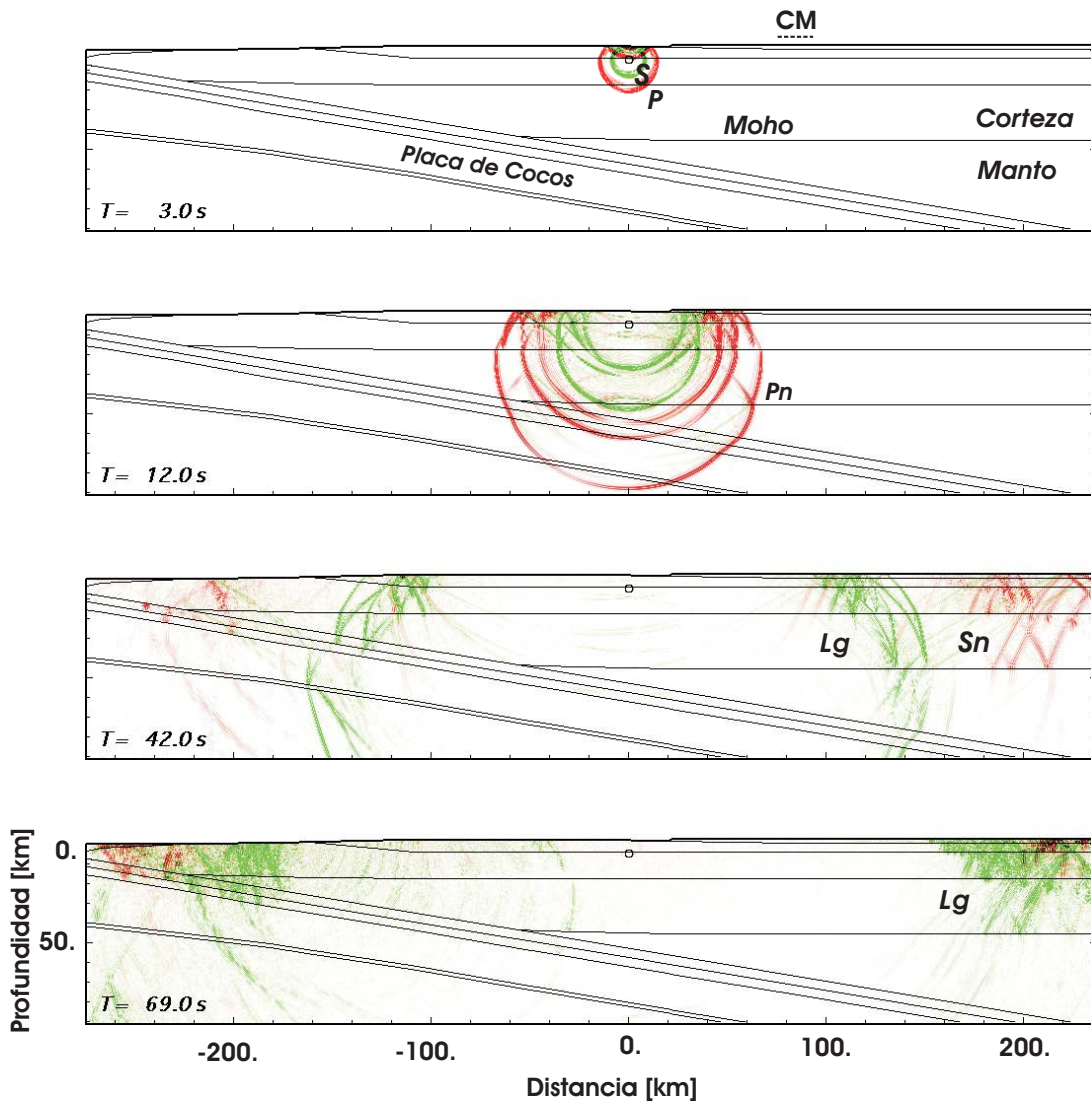 CM
S
P
Moho
Corteza
Placa de Cocos
Manto
T= 3.0 s
Pn
T= 12.0 s
Lg
Sn
T= 42.0 s
0.
Lg
50.
T= 69.0 s
Profundidad [km]
-200.
-100.
0.
100.
200.
Distancia [km]